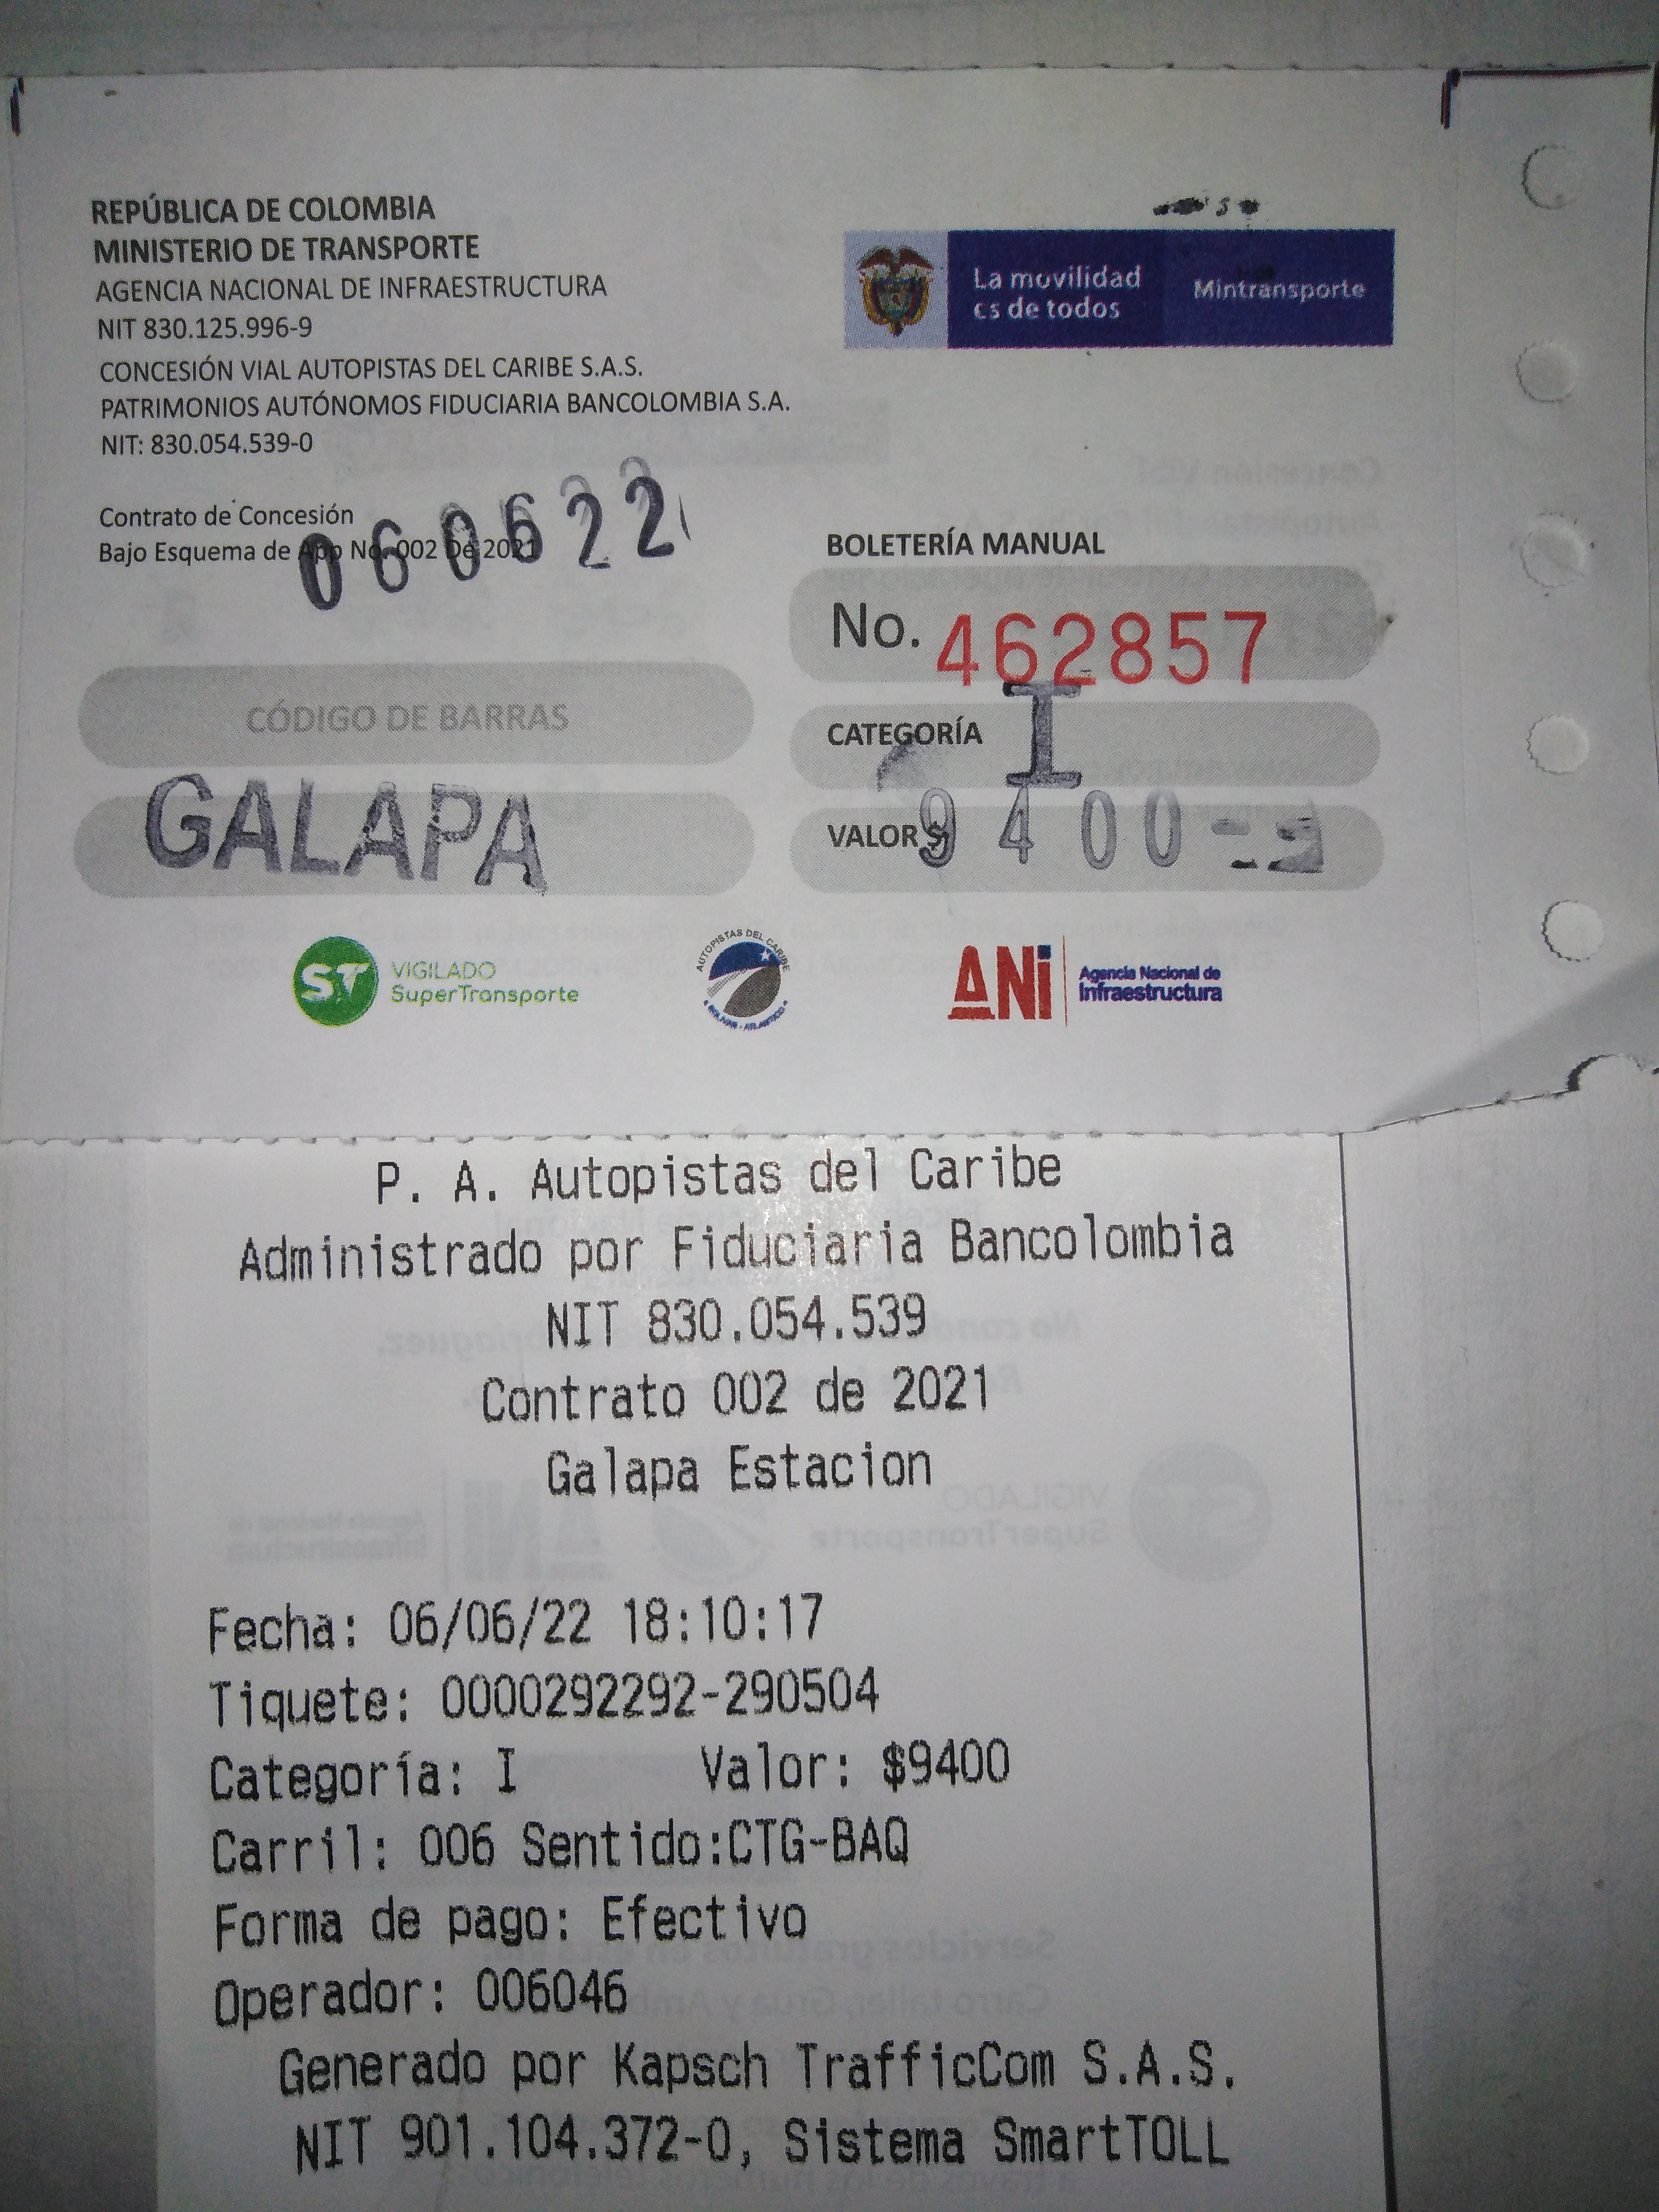 REPÚBLICA DE COLOMBIA
MINISTERIO DE TRANSPORTE
AGENCIA NACIONAL DE INFRAESTRUCTURA
NIT 830.125.996-9
CONCESIÓN VIAL AUTOPISTAS DEL CARIBE S.A.S.
PATRIMONIOS AUTÓNOMOS FIDUCIARIA BANCOLOMBIA S.A.
NIT: 830.054.539-0
La movilidad
es de todos
Mintransporte
Contrato de Concesión
Bajo Esquema de App No. 002 De 2021
060622
BOLETERÍA MANUAL
No. 462857
CÓDIGO DE BARRAS
CATEGORÍA I
GALAPA
VALOR $ 9400
ST VIGILADO
SuperTransporte
AUTOPISTAS DEL CARIBE
BOLÍVAR - ATLÁNTICO
ANi Agencia Nacional de
Infraestructura
P. A. Autopistas del Caribe
Administrado por Fiduciaria Bancolombia
NIT 830.054.539
Contrato 002 de 2021
Galapa Estacion
Fecha: 06/06/22 18:10:17
Tiquete: 0000292292-290504
Categoría: I Valor: $9400
Carril: 006 Sentido:CTG-BAQ
Forma de pago: Efectivo
Operador: 006046
Generado por Kapsch TrafficCom S.A.S.
NIT 901.104.372-0, Sistema SmartTOLL